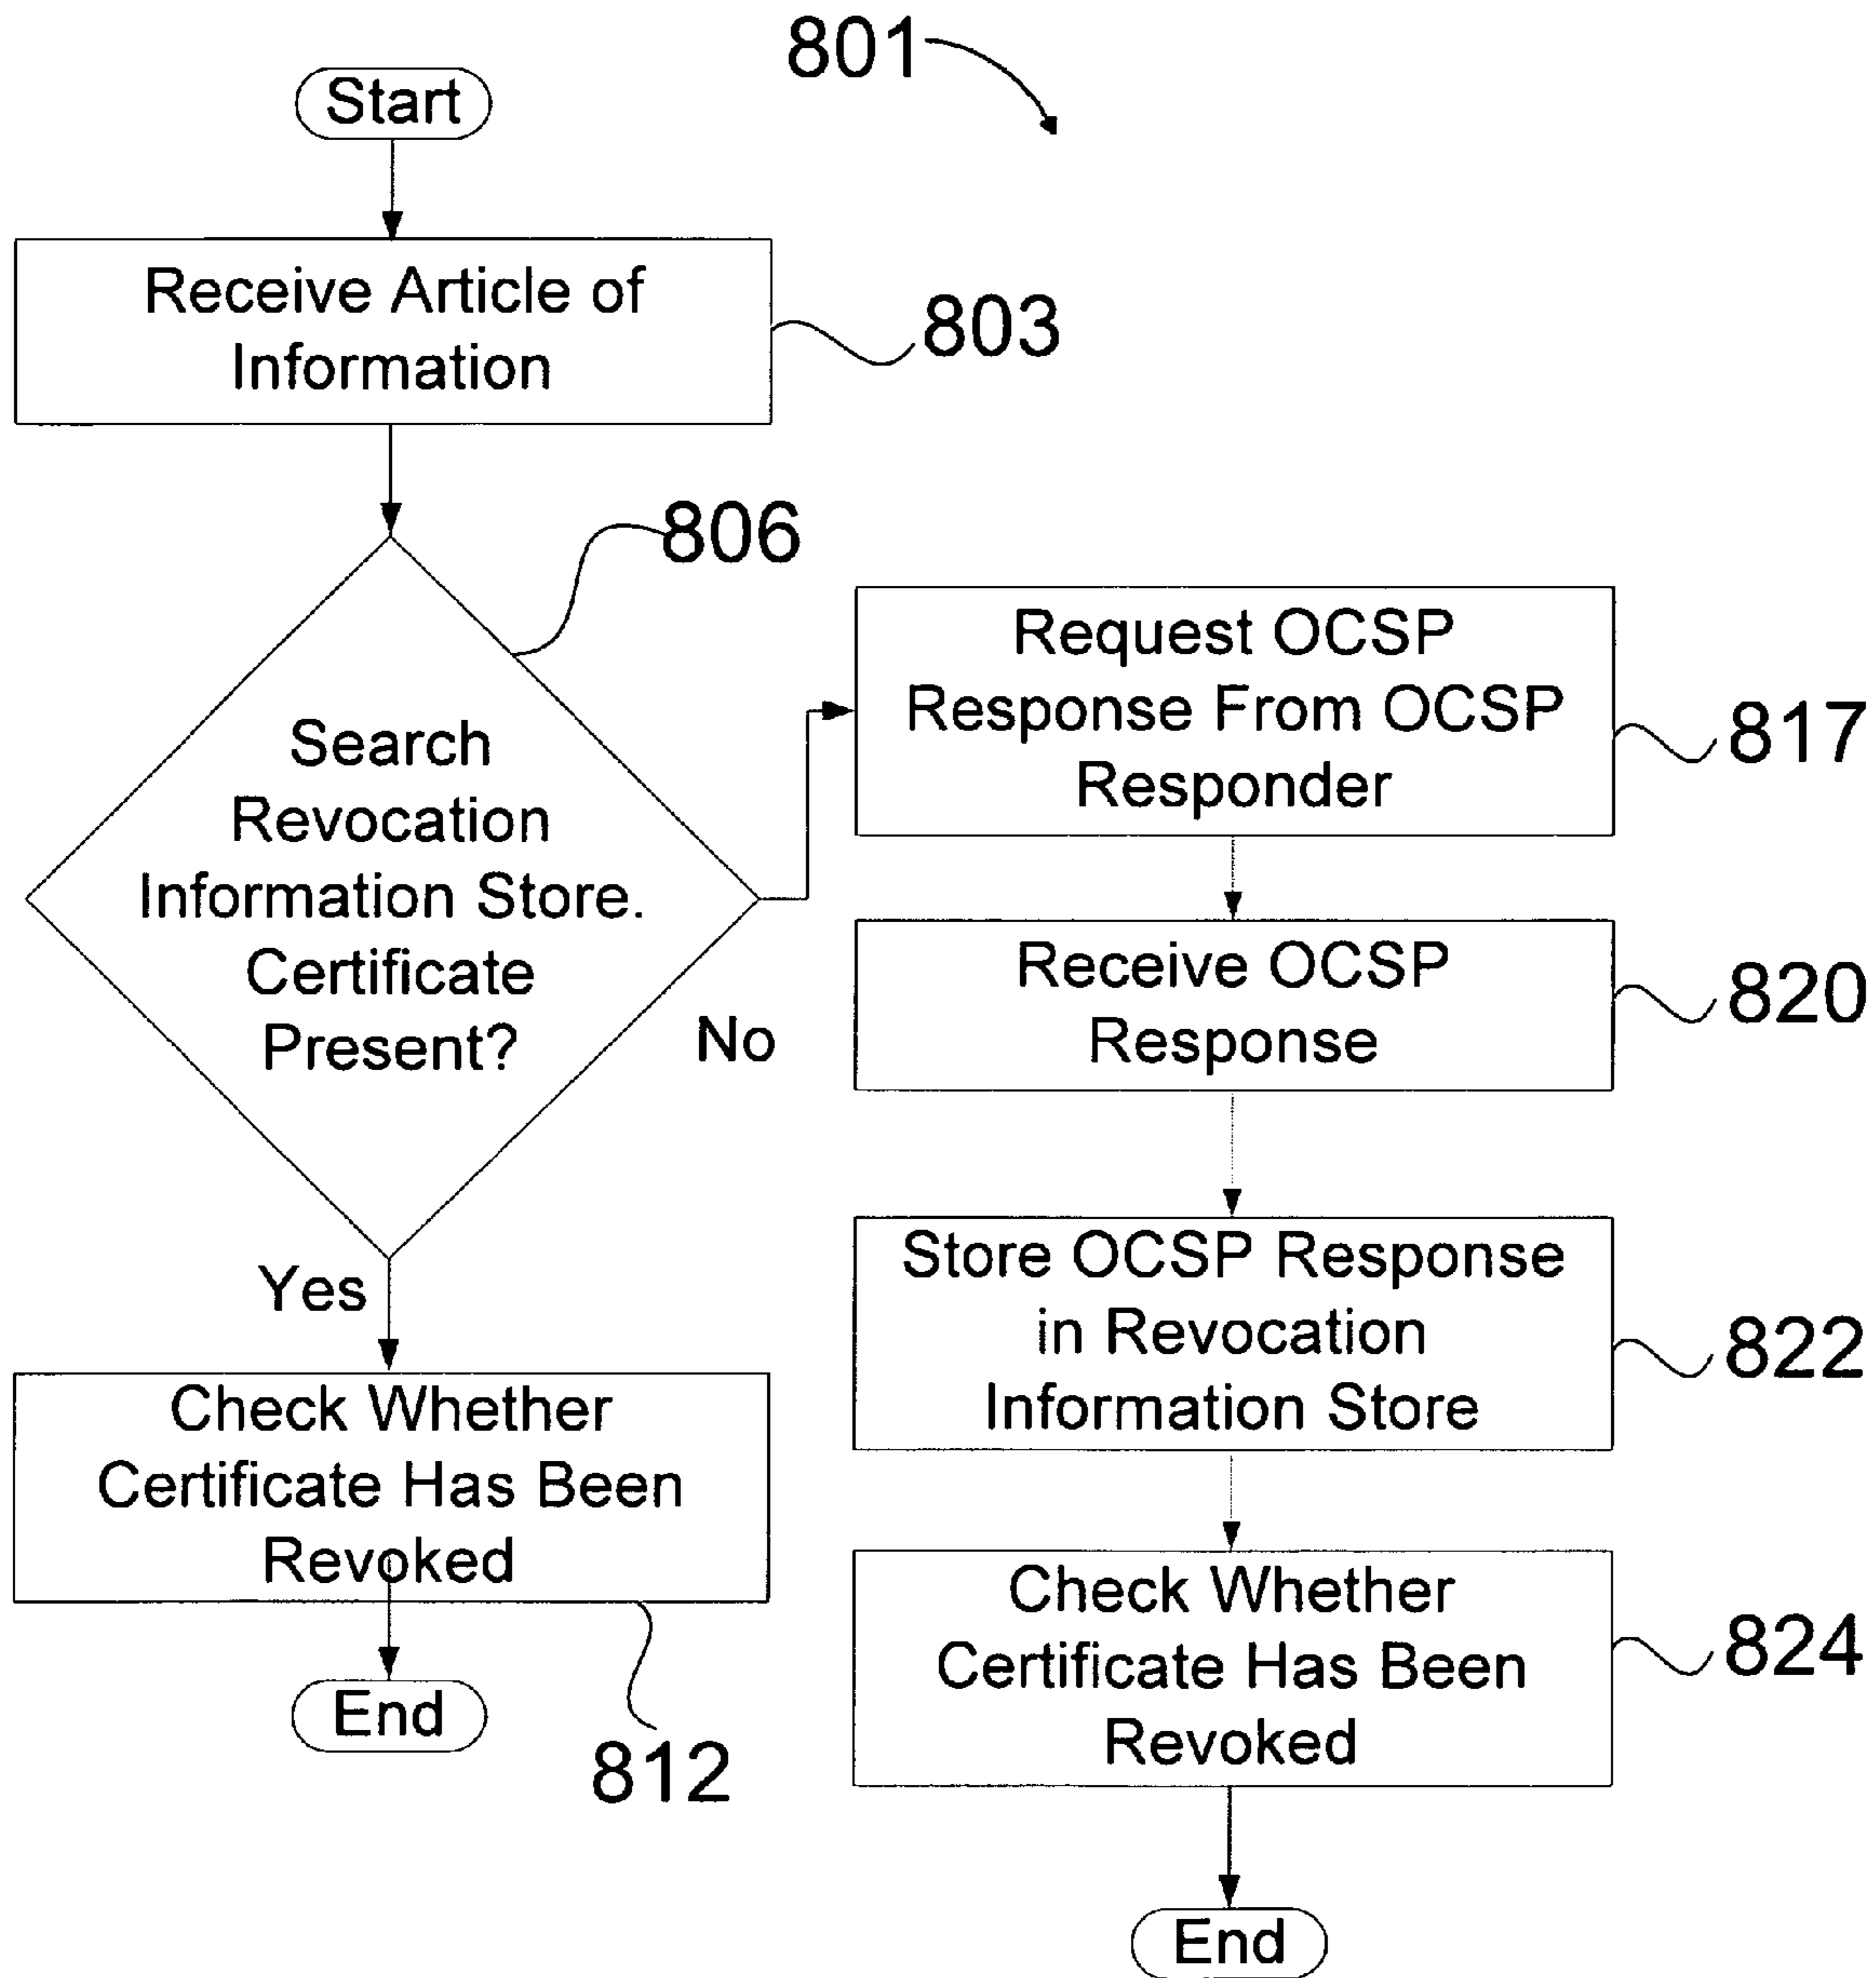 801
Start
Receive Article of
Information
803
806
Search
Revocation
Information Store.
Certificate
Present?
No
Yes
Check Whether
Certificate Has Been
Revoked
812
End
Request OCSP
Response From OCSP
Responder
817
Receive OCSP
Response
820
Store OCSP Response
in Revocation
Information Store
822
Check Whether
Certificate Has Been
Revoked
824
End